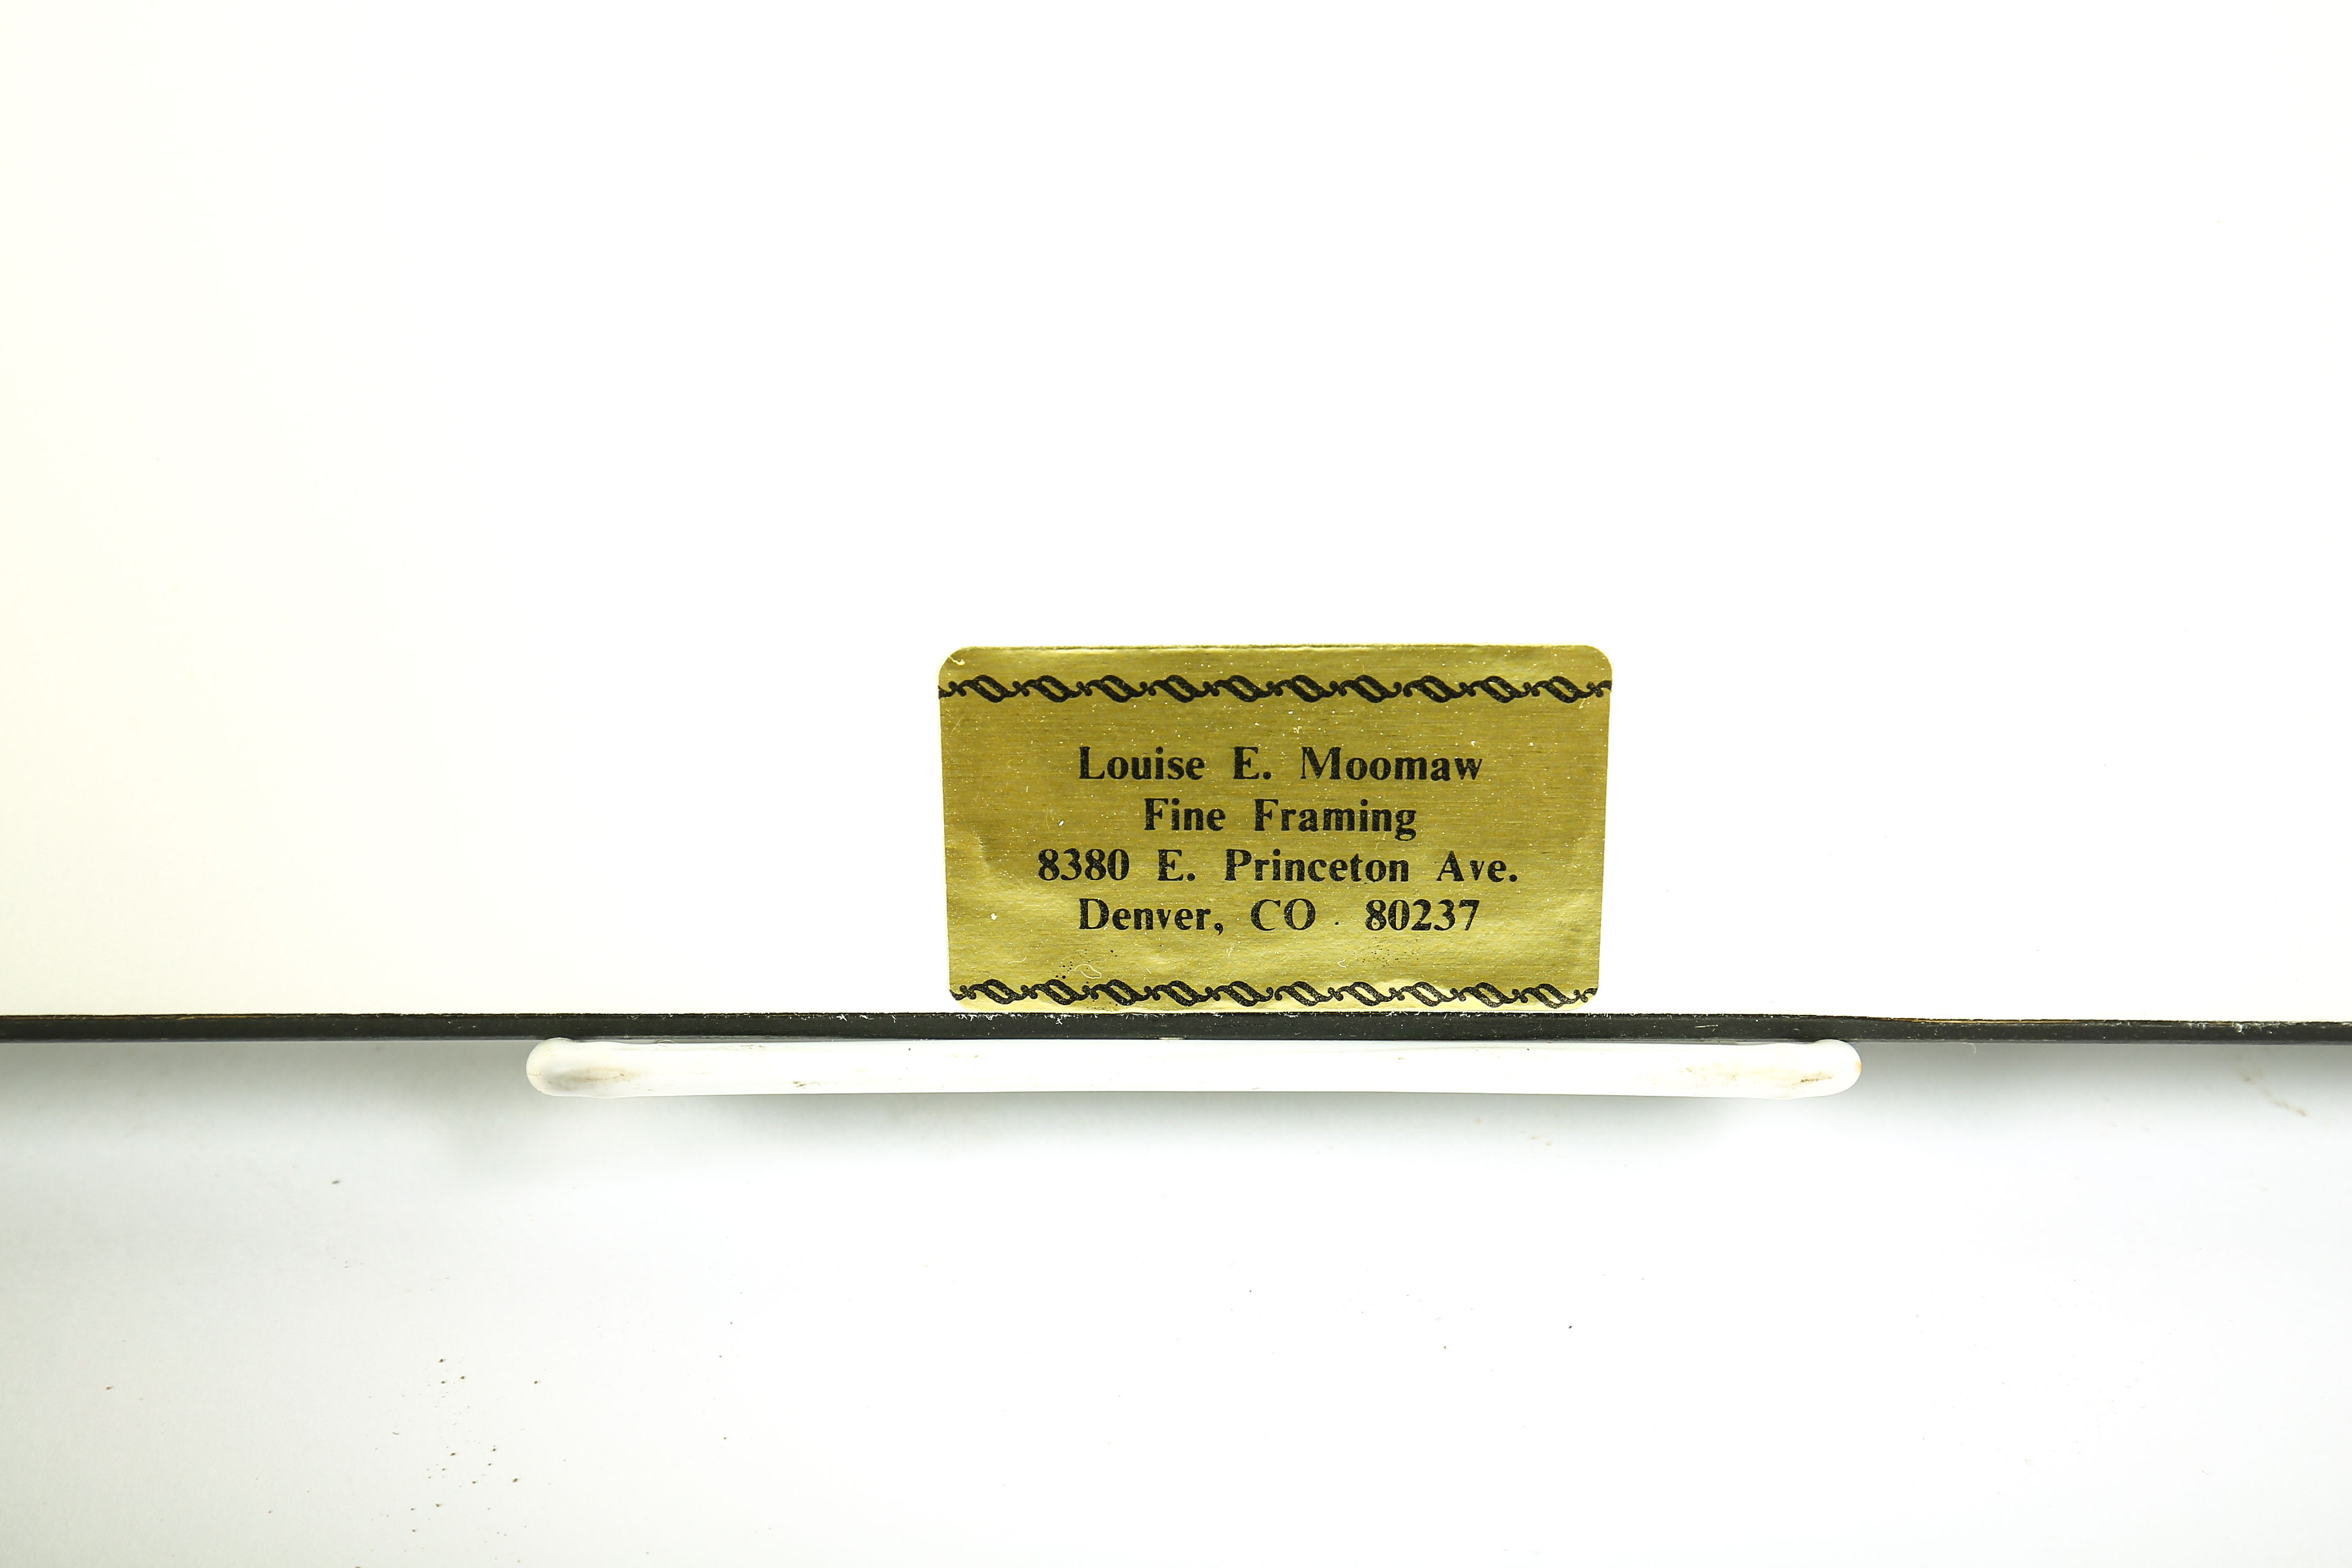 Louise E. Moomaw
Fine Framing
8380 E. Princeton Ave.
Denver, CO 80237